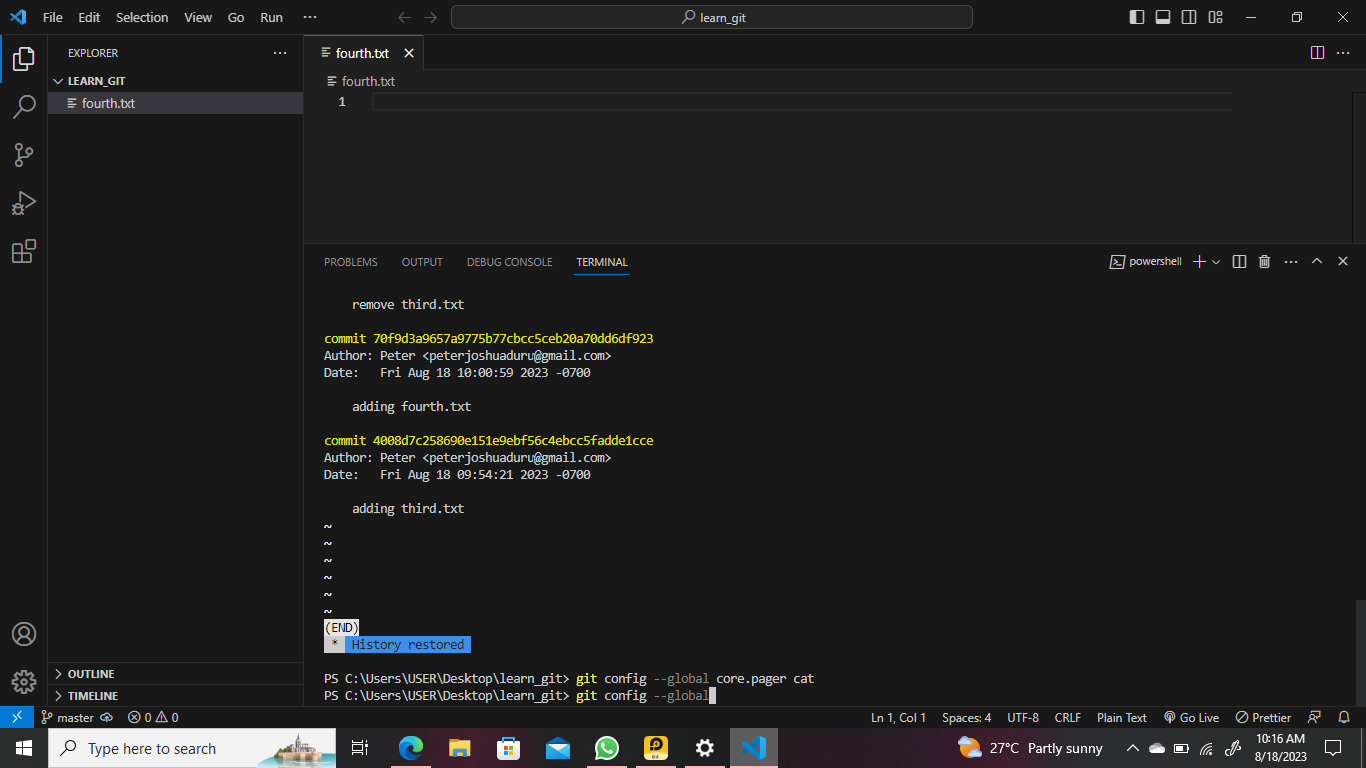 File Edit Selection View Go Run ··· learn_git
EXPLORER ···
LEARN_GIT
fourth.txt
OUTLINE
TIMELINE
fourth.txt
fourth.txt
1
PROBLEMS OUTPUT DEBUG CONSOLE TERMINAL powershell
remove third.txt
commit 70f9d3a9657a9775b77cbcc5ceb20a70dd6df923
Author: Peter <peterjoshuaduru@gmail.com>
Date:   Fri Aug 18 10:00:59 2023 -0700
adding fourth.txt
commit 4008d7c258690e151e9ebf56c4ebcc5fadde1cce
Author: Peter <peterjoshuaduru@gmail.com>
Date:   Fri Aug 18 09:54:21 2023 -0700
adding third.txt
~
~
~
~
~
~
(END)
* History restored
PS C:\Users\USER\Desktop\learn_git> git config --global core.pager cat
PS C:\Users\USER\Desktop\learn_git> git config --global
master 0 0 Ln 1, Col 1 Spaces: 4 UTF-8 CRLF Plain Text Go Live Prettier
Type here to search 27°C Partly sunny 10:16 AM
8/18/2023